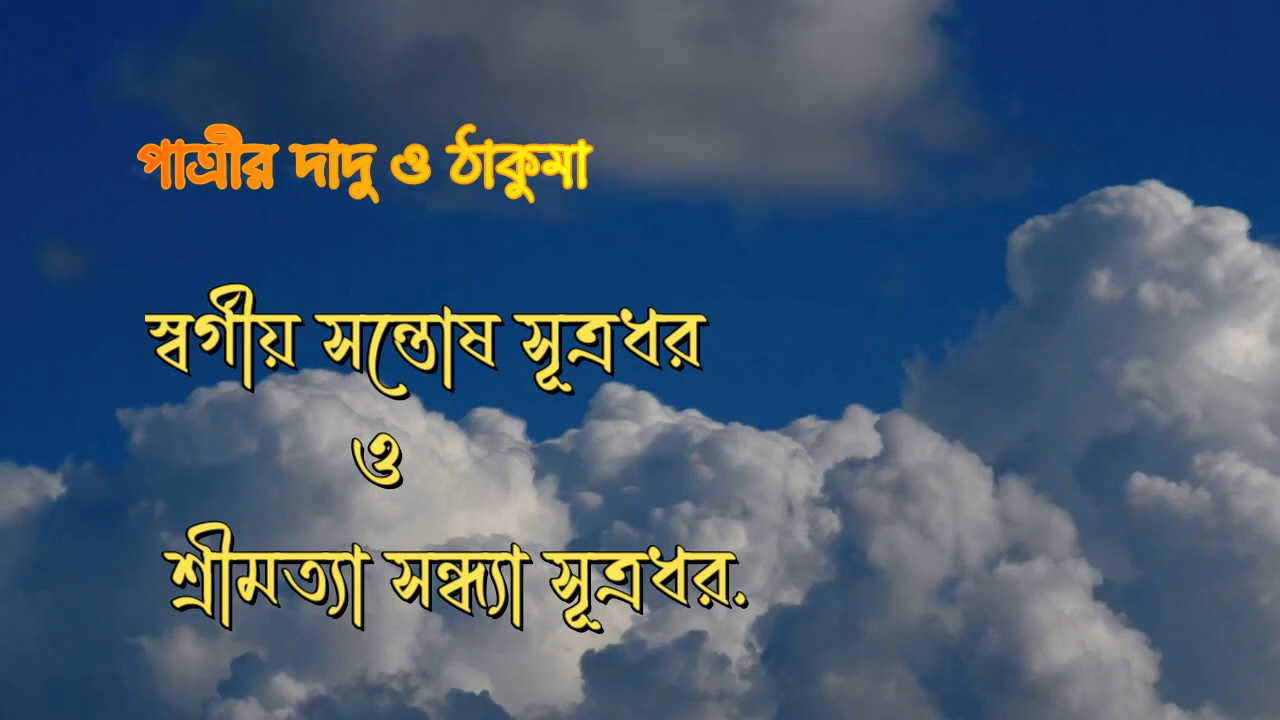 পাত্রীর দাদু ও ঠাকুমা
স্বর্গীয় সন্তোষ সূত্রধর
ও
শ্রীমত্যা সন্ধ্যা সূত্রধর.